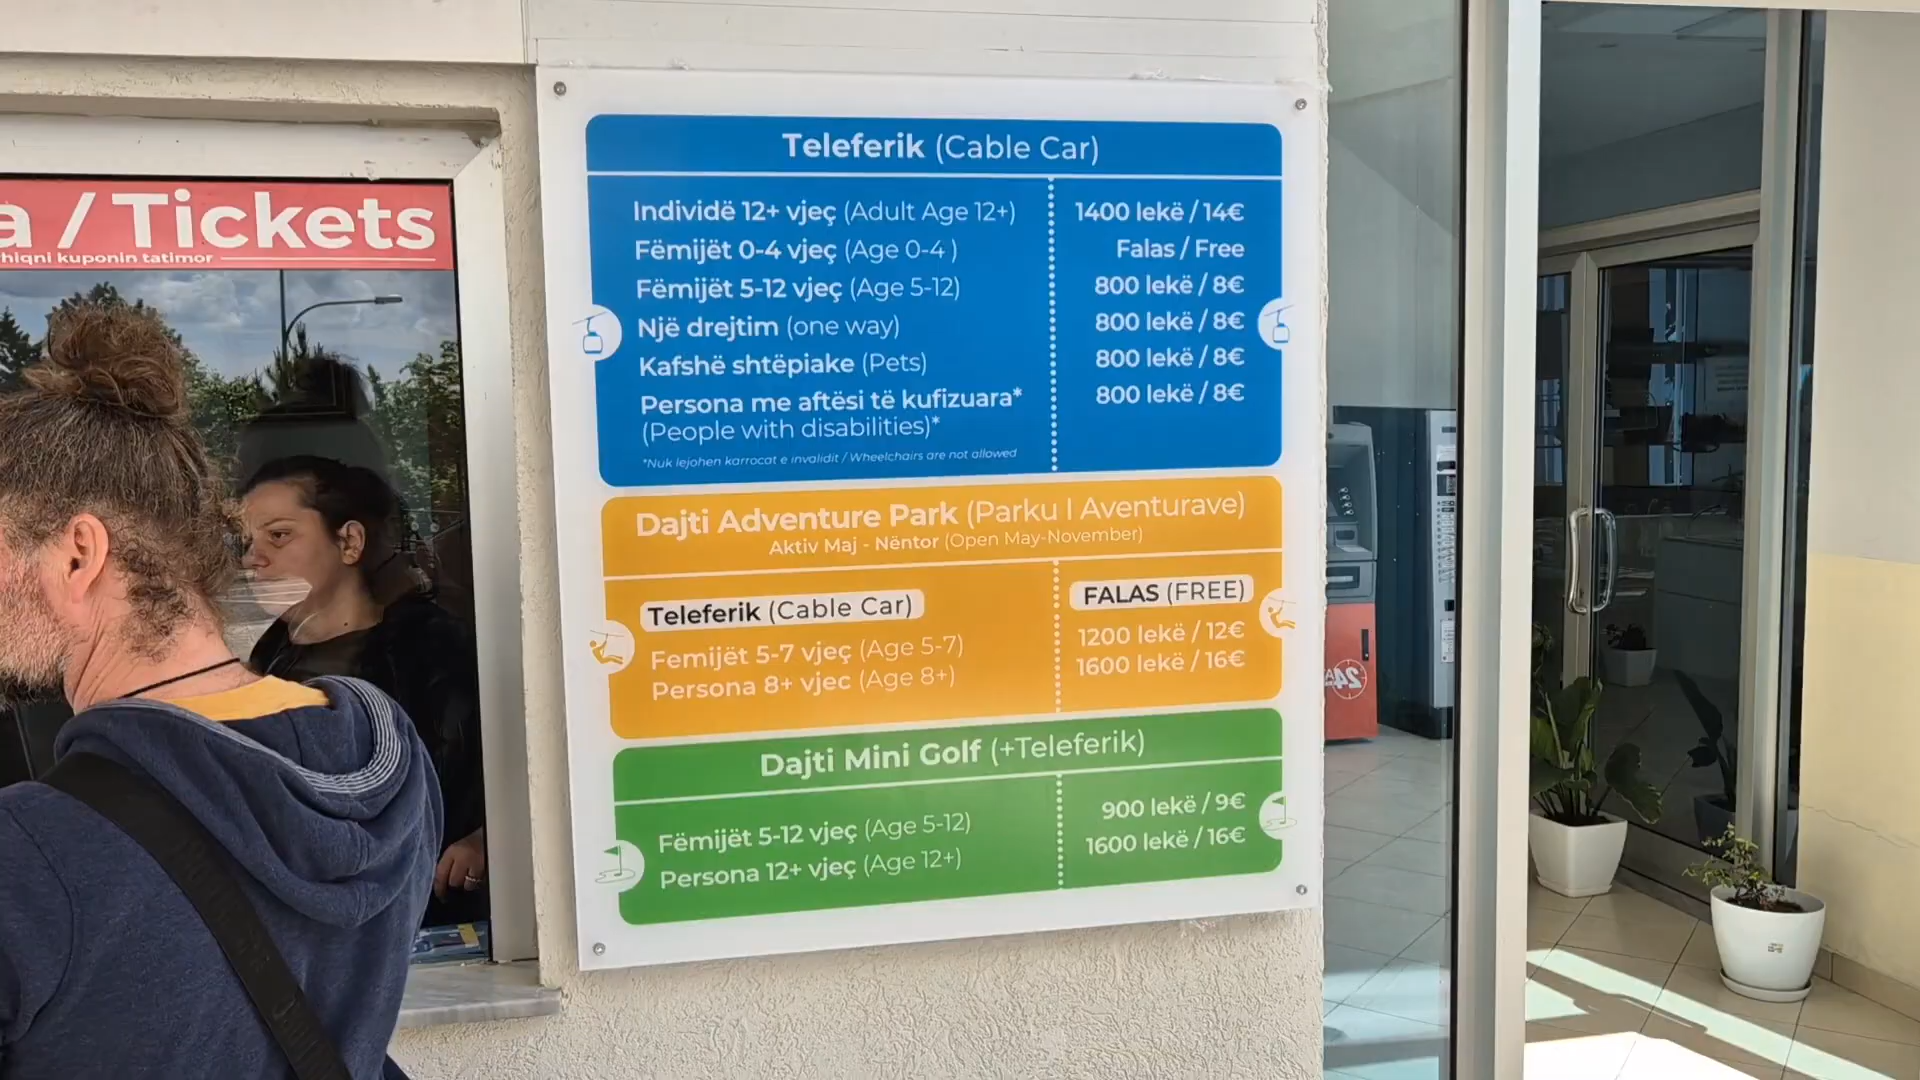 a / Tickets
hiqni kuponin tatimor
Teleferik (Cable Car)
Individë 12+ vjeç (Adult Age 12+) 1400 lekë / 14€
Fëmijët 0-4 vjeç (Age 0-4 ) Falas / Free
Fëmijët 5-12 vjeç (Age 5-12) 800 lekë / 8€
Një drejtim (one way) 800 lekë / 8€
Kafshë shtëpiake (Pets) 800 lekë / 8€
Persona me aftësi të kufizuara* 800 lekë / 8€
(People with disabilities)*
*Nuk lejohen karrocat e invalidit / Wheelchairs are not allowed
Dajti Adventure Park (Parku I Aventurave)
Aktiv Maj - Nëntor (Open May-November)
Teleferik (Cable Car) FALAS (FREE)
Femijët 5-7 vjeç (Age 5-7) 1200 lekë / 12€
Persona 8+ vjec (Age 8+) 1600 lekë / 16€
Dajti Mini Golf (+Teleferik)
Fëmijët 5-12 vjeç (Age 5-12) 900 lekë / 9€
Persona 12+ vjeç (Age 12+) 1600 lekë / 16€